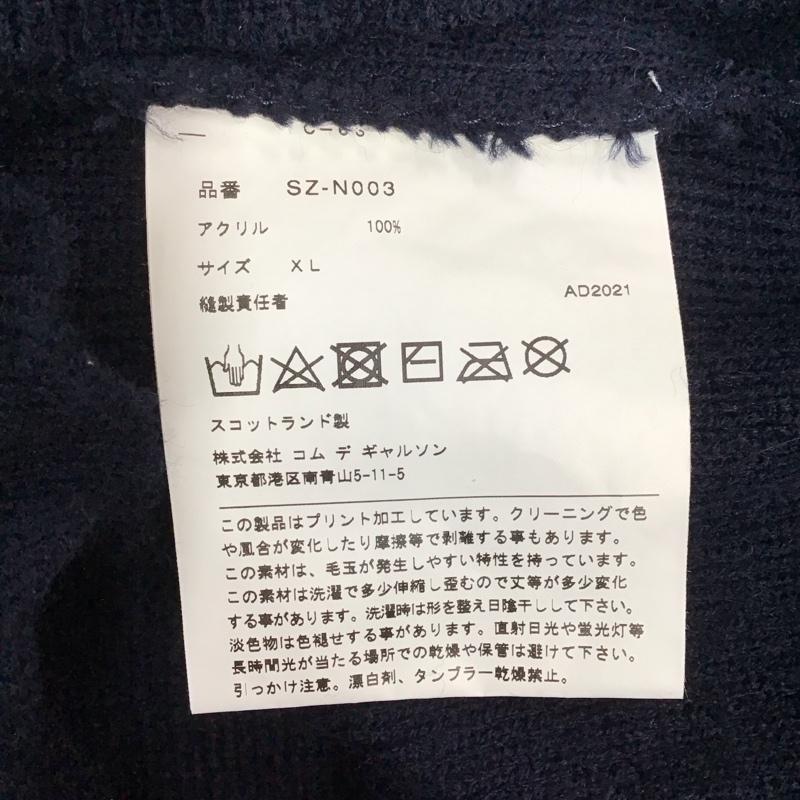 品番 SZ-N003
アクリル 100%
サイズ XL
縫製責任者 AD2021
スコットランド製
株式会社 コム デ ギャルソン
東京都港区南青山5-11-5
この製品はプリント加工しています。クリーニングで色
や風合が変化したり摩擦等で剥離する事もあります。
この素材は、毛玉が発生しやすい特性を持っています。
この素材は洗濯で多少伸縮し歪むので丈等が多少変化
する事があります。洗濯時は形を整え日陰干しして下さい。
淡色物は色褪せする事があります。直射日光や蛍光灯等
長時間光が当たる場所での乾燥や保管は避けて下さい。
引っかけ注意。漂白剤、タンブラー乾燥禁止。